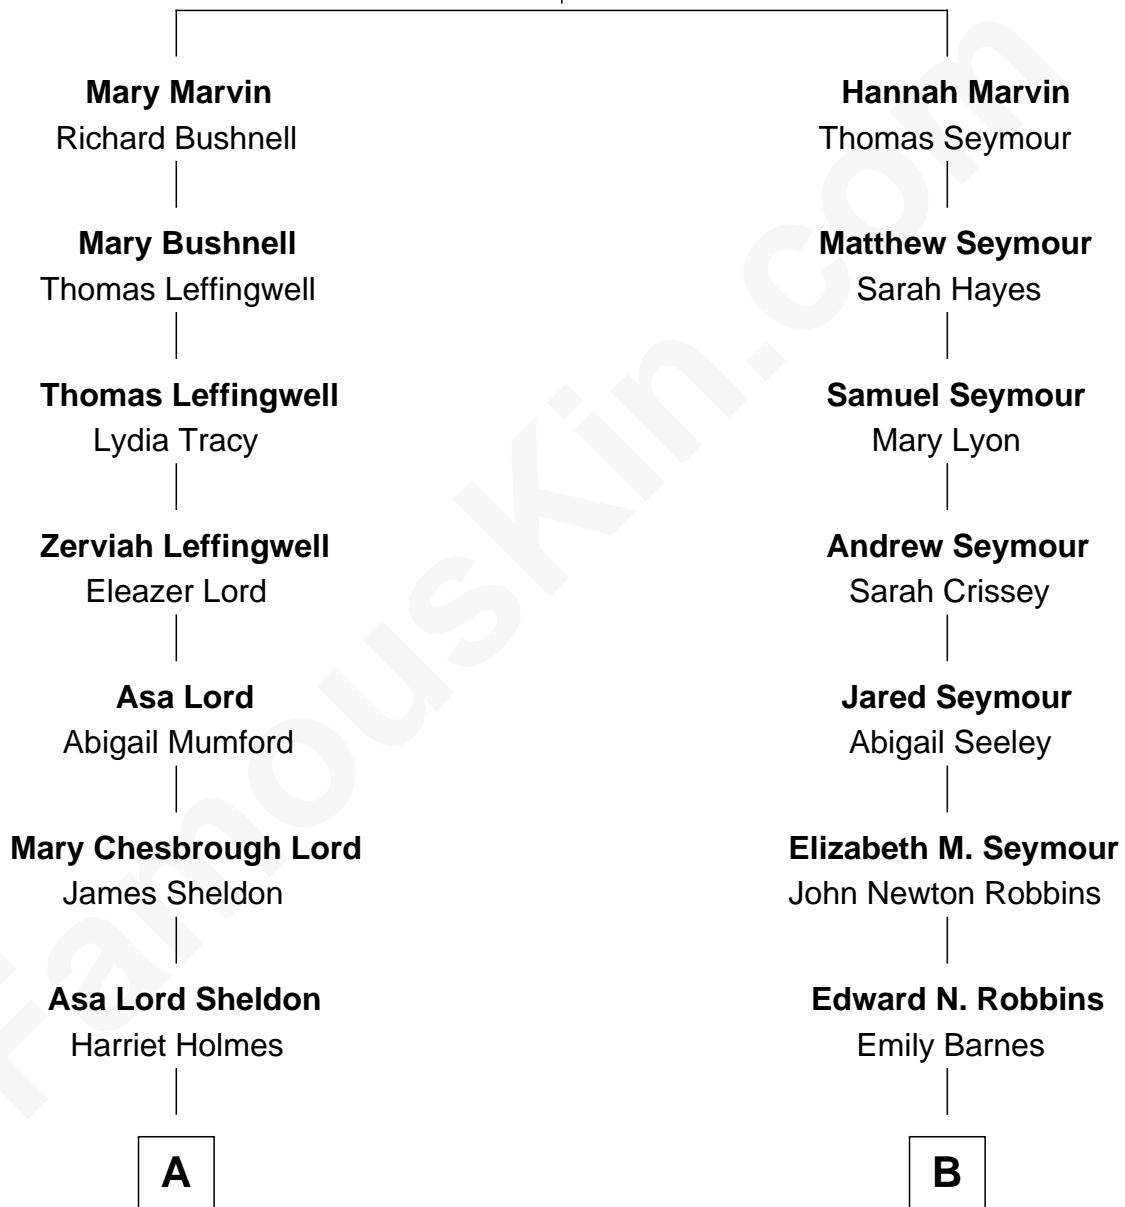 Mary Marvin
Richard Bushnell
Mary Bushnell
Thomas Leffingwell
Thomas Leffingwell
Lydia Tracy
Zerviah Leffingwell
Eleazer Lord
Asa Lord
Abigail Mumford
Mary Chesbrough Lord
James Sheldon
Asa Lord Sheldon
Harriet Holmes
A
Hannah Marvin
Thomas Seymour
Matthew Seymour
Sarah Hayes
Samuel Seymour
Mary Lyon
Andrew Seymour
Sarah Crissey
Jared Seymour
Abigail Seeley
Elizabeth M. Seymour
John Newton Robbins
Edward N. Robbins
Emily Barnes
B
FamousKin.com